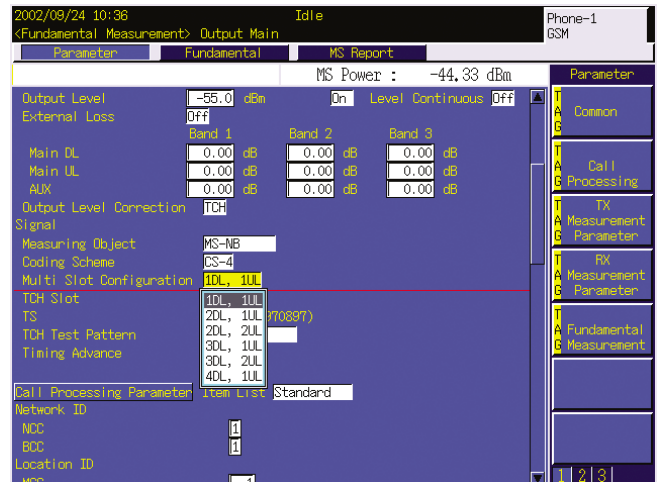 2002/09/24 10:36 Idle Phone-1
<Fundamental Measurement> Output Main GSM
Parameter Fundamental MS Report
MS Power : -44.33 dBm Parameter
Output Level -55.0 dBm On Level Continuous Off
External Loss Off
Band 1 Band 2 Band 3
Main DL 0.00 dB 0.00 dB 0.00 dB
Main UL 0.00 dB 0.00 dB 0.00 dB
AUX 0.00 dB 0.00 dB 0.00 dB
Output Level Correction TCH
Signal
Measuring Object MS-NB
Coding Scheme CS-4
Multi Slot Configuration 1DL, 1UL
TCH Slot
TS 970897)
TCH Test Pattern
Timing Advance
1DL, 1UL
2DL, 1UL
2DL, 2UL
3DL, 1UL
3DL, 2UL
4DL, 1UL
Call Processing Parameter Item List Standard
Network ID
NCC 1
BCC 1
Location ID
TAG Common
TAG Call Processing
TAG TX Measurement Parameter
TAG RX Measurement Parameter
TAG Fundamental Measurement
1 2 3